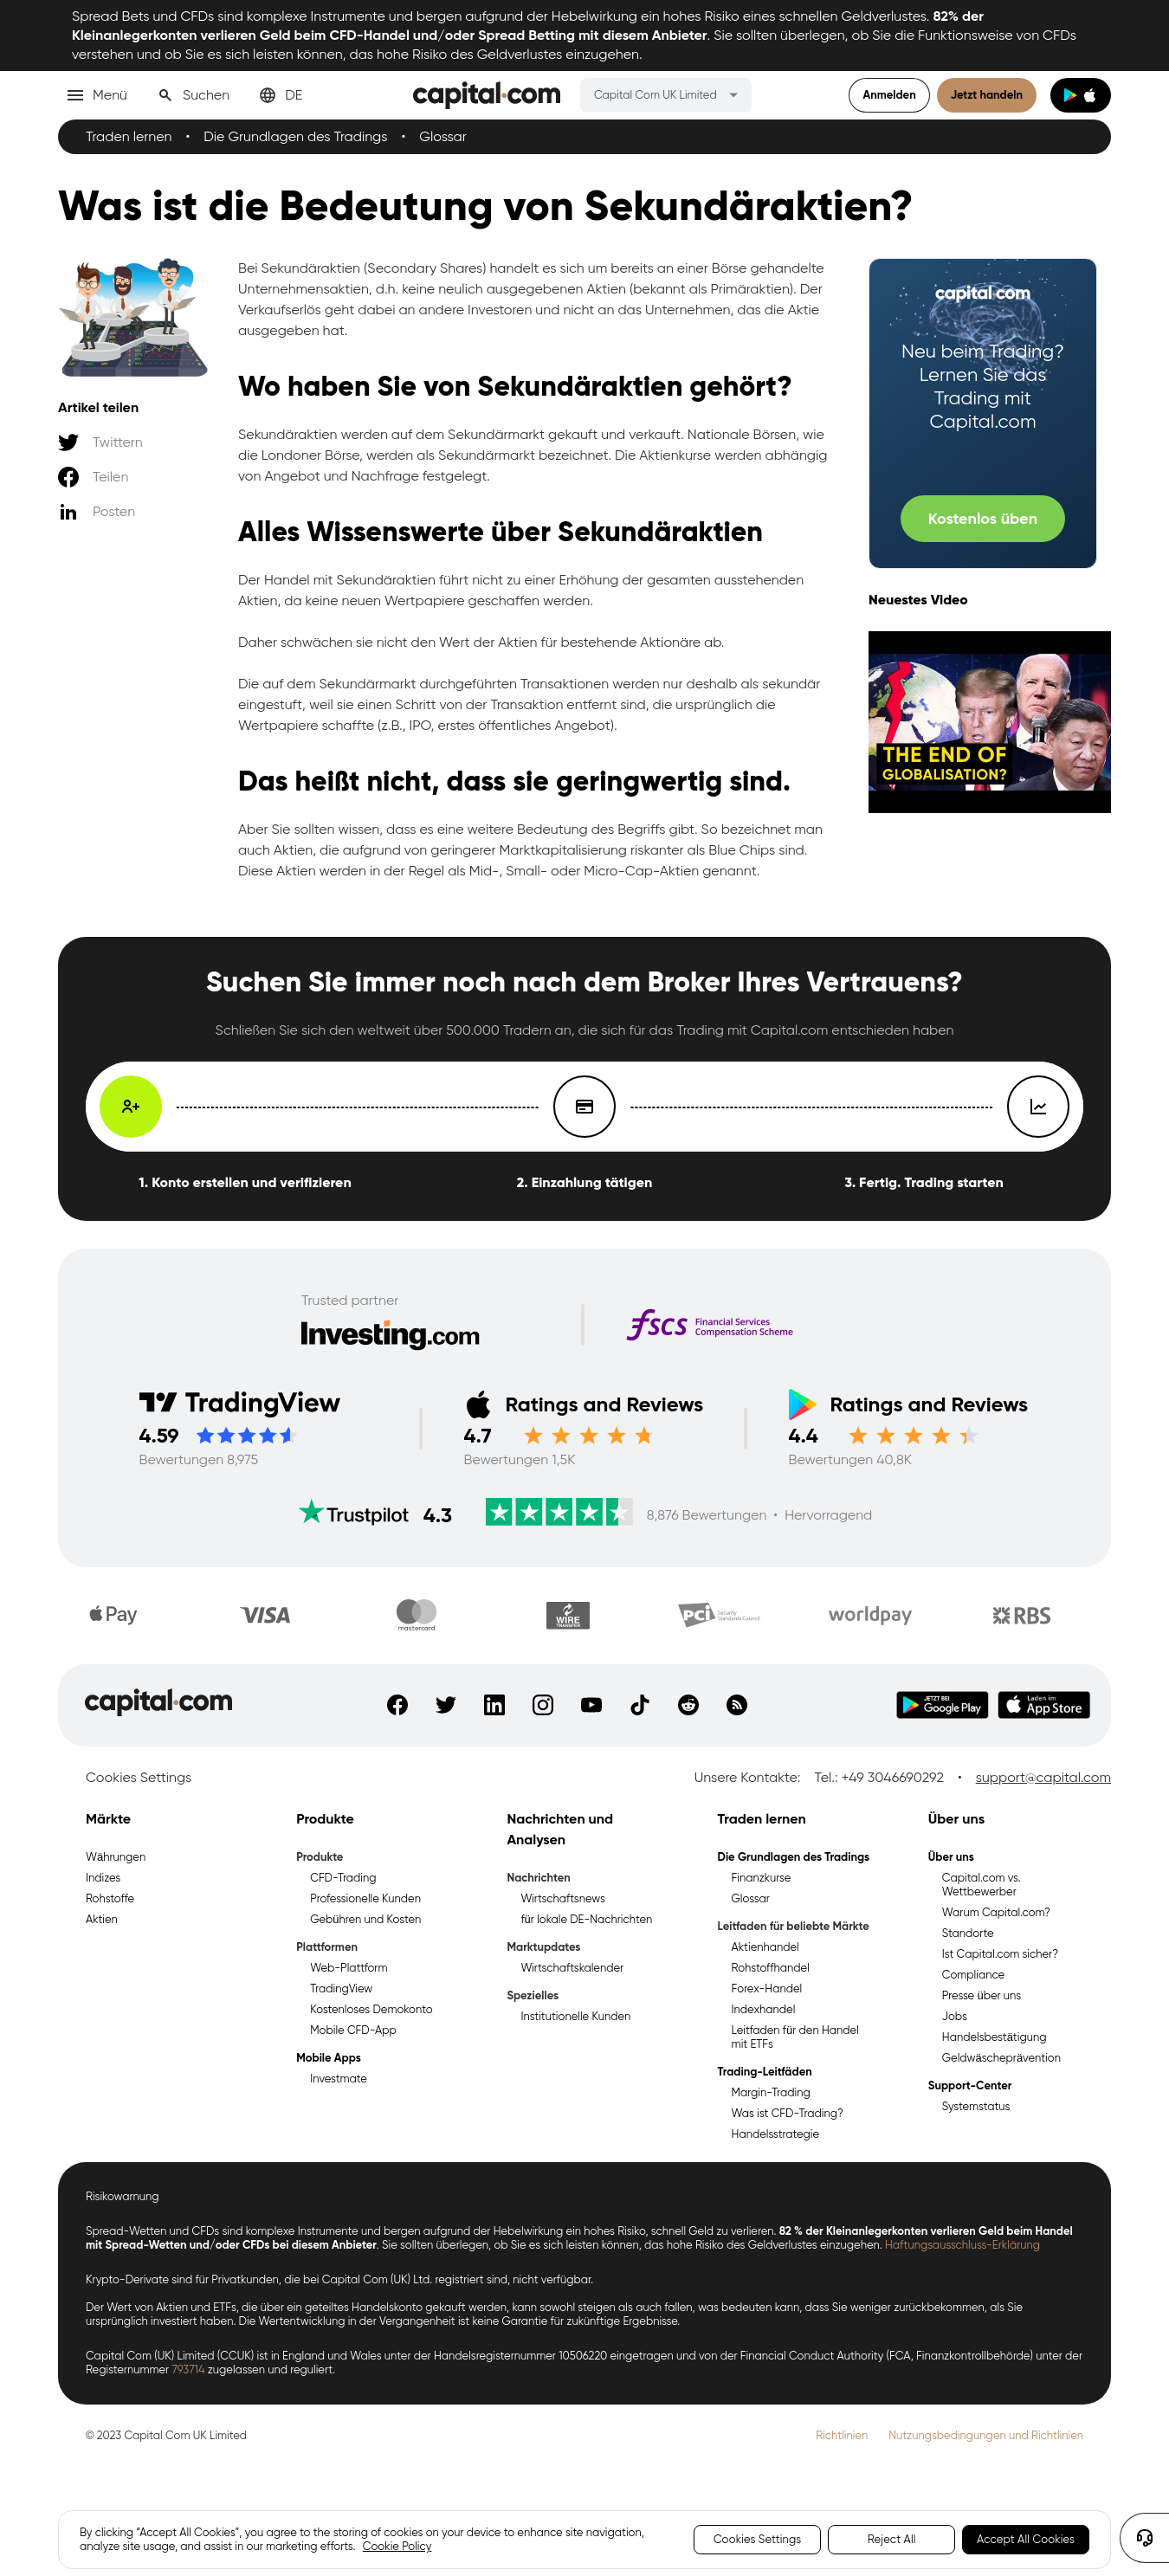 Spread Bets und CFDs sind komplexe Instrumente und bergen aufgrund der Hebelwirkung ein hohes Risiko eines schnellen Geldverlustes. 82% der
Kleinanlegerkonten verlieren Geld beim CFD-Handel und/oder Spread Betting mit diesem Anbieter. Sie sollten überlegen, ob Sie die Funktionsweise von CFDs
verstehen und ob Sie es sich leisten können, das hohe Risiko des Geldverlustes einzugehen.
Menü Suchen DE capital.com Capital Com UK Limited Anmelden Jetzt handeln
Traden lernen • Die Grundlagen des Tradings • Glossar
Was ist die Bedeutung von Sekundäraktien?
Bei Sekundäraktien (Secondary Shares) handelt es sich um bereits an einer Börse gehandelte
Unternehmensaktien, d.h. keine neulich ausgegebenen Aktien (bekannt als Primäraktien). Der
Verkaufserlös geht dabei an andere Investoren und nicht an das Unternehmen, das die Aktie
ausgegeben hat.
Artikel teilen
Twittern
Teilen
Posten
Wo haben Sie von Sekundäraktien gehört?
Sekundäraktien werden auf dem Sekundärmarkt gekauft und verkauft. Nationale Börsen, wie
die Londoner Börse, werden als Sekundärmarkt bezeichnet. Die Aktienkurse werden abhängig
von Angebot und Nachfrage festgelegt.
Alles Wissenswerte über Sekundäraktien
Der Handel mit Sekundäraktien führt nicht zu einer Erhöhung der gesamten ausstehenden
Aktien, da keine neuen Wertpapiere geschaffen werden.
Daher schwächen sie nicht den Wert der Aktien für bestehende Aktionäre ab.
Die auf dem Sekundärmarkt durchgeführten Transaktionen werden nur deshalb als sekundär
eingestuft, weil sie einen Schritt von der Transaktion entfernt sind, die ursprünglich die
Wertpapiere schaffte (z.B., IPO, erstes öffentliches Angebot).
Das heißt nicht, dass sie geringwertig sind.
Aber Sie sollten wissen, dass es eine weitere Bedeutung des Begriffs gibt. So bezeichnet man
auch Aktien, die aufgrund von geringerer Marktkapitalisierung riskanter als Blue Chips sind.
Diese Aktien werden in der Regel als Mid-, Small- oder Micro-Cap-Aktien genannt.
capital.com
Neu beim Trading?
Lernen Sie das
Trading mit
Capital.com
Kostenlos üben
Neuestes Video
THE END OF
GLOBALISATION?
Suchen Sie immer noch nach dem Broker Ihres Vertrauens?
Schließen Sie sich den weltweit über 500.000 Tradern an, die sich für das Trading mit Capital.com entschieden haben
1. Konto erstellen und verifizieren 2. Einzahlung tätigen 3. Fertig. Trading starten
Trusted partner
Investing.com
fscs Financial Services
Compensation Scheme
TradingView
4.59
Bewertungen 8,975
Ratings and Reviews
4.7
Bewertungen 1,5K
Ratings and Reviews
4.4
Bewertungen 40,8K
Trustpilot 4.3 8,876 Bewertungen • Hervorragend
Pay VISA mastercard. WIRE TRANSFER PCI Security Standards Council worldpay RBS
capital.com
JETZT BEI
Google Play
Laden im
App Store
Cookies Settings
Unsere Kontakte: Tel.: +49 3046690292 • support@capital.com
Märkte
Währungen
Indizes
Rohstoffe
Aktien
Produkte
Produkte
CFD-Trading
Professionelle Kunden
Gebühren und Kosten
Plattformen
Web-Plattform
TradingView
Kostenloses Demokonto
Mobile CFD-App
Mobile Apps
Investmate
Nachrichten und
Analysen
Nachrichten
Wirtschaftsnews
für lokale DE-Nachrichten
Marktupdates
Wirtschaftskalender
Spezielles
Institutionelle Kunden
Traden lernen
Die Grundlagen des Tradings
Finanzkurse
Glossar
Leitfaden für beliebte Märkte
Aktienhandel
Rohstoffhandel
Forex-Handel
Indexhandel
Leitfaden für den Handel
mit ETFs
Trading-Leitfäden
Margin-Trading
Was ist CFD-Trading?
Handelsstrategie
Über uns
Über uns
Capital.com vs.
Wettbewerber
Warum Capital.com?
Standorte
Ist Capital.com sicher?
Compliance
Presse über uns
Jobs
Handelsbestätigung
Geldwäscheprävention
Support-Center
Systemstatus
Risikowarnung
Spread-Wetten und CFDs sind komplexe Instrumente und bergen aufgrund der Hebelwirkung ein hohes Risiko, schnell Geld zu verlieren. 82 % der Kleinanlegerkonten verlieren Geld beim Handel
mit Spread-Wetten und/oder CFDs bei diesem Anbieter. Sie sollten überlegen, ob Sie es sich leisten können, das hohe Risiko des Geldverlustes einzugehen. Haftungsausschluss-Erklärung
Krypto-Derivate sind für Privatkunden, die bei Capital Com (UK) Ltd. registriert sind, nicht verfügbar.
Der Wert von Aktien und ETFs, die über ein geteiltes Handelskonto gekauft werden, kann sowohl steigen als auch fallen, was bedeuten kann, dass Sie weniger zurückbekommen, als Sie
ursprünglich investiert haben. Die Wertentwicklung in der Vergangenheit ist keine Garantie für zukünftige Ergebnisse.
Capital Com (UK) Limited (CCUK) ist in England und Wales unter der Handelsregisternummer 10506220 eingetragen und von der Financial Conduct Authority (FCA, Finanzkontrollbehörde) unter der
Registernummer 793714 zugelassen und reguliert.
© 2023 Capital Com UK Limited
Richtlinien Nutzungsbedingungen und Richtlinien
By clicking “Accept All Cookies”, you agree to the storing of cookies on your device to enhance site navigation,
analyze site usage, and assist in our marketing efforts. Cookie Policy
Cookies Settings Reject All Accept All Cookies